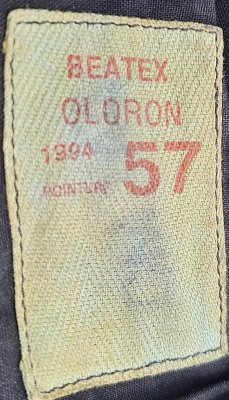 BEATEX
OLORON
1994
POINTURE 57